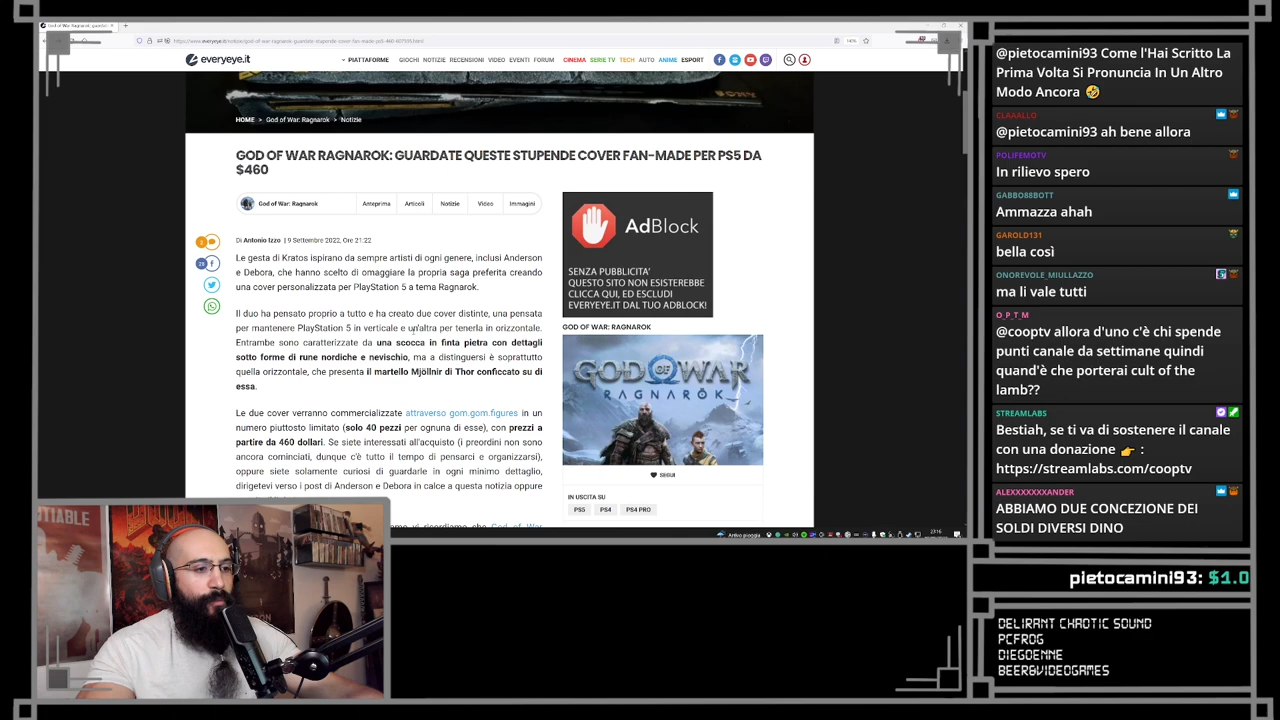 God of War Ragnarok: guardate
everyeye.it
PIATTAFORME GIOCHI NOTIZIE RECENSIONI VIDEO EVENTI FORUM CINEMA SERIE TV TECH AUTO ANIME ESPORT
SONY
HOME > God of War: Ragnarok > Notizie
GOD OF WAR RAGNAROK: GUARDATE QUESTE STUPENDE COVER FAN-MADE PER PS5 DA
$460
God of War: Ragnarok Anteprima Articoli Notizie Video Immagini
Di Antonio Izzo | 9 Settembre 2022, Ore 21:22
Le gesta di Kratos ispirano da sempre artisti di ogni genere, inclusi Anderson
e Debora, che hanno scelto di omaggiare la propria saga preferita creando
una cover personalizzata per PlayStation 5 a tema Ragnarok.
Il duo ha pensato proprio a tutto e ha creato due cover distinte, una pensata
per mantenere PlayStation 5 in verticale e un'altra per tenerla in orizzontale.
Entrambe sono caratterizzate da una scocca in finta pietra con dettagli
sotto forme di rune nordiche e nevischio, ma a distinguersi è soprattutto
quella orizzontale, che presenta il martello Mjöllnir di Thor conficcato su di
essa.
Le due cover verranno commercializzate attraverso gom.gom.figures in un
numero piuttosto limitato (solo 40 pezzi per ognuna di esse), con prezzi a
partire da 460 dollari. Se siete interessati all'acquisto (i preordini non sono
ancora cominciati, dunque c'è tutto il tempo di pensarci e organizzarsi),
oppure siete solamente curiosi di guardarle in ogni minimo dettaglio,
dirigetevi verso i post di Anderson e Debora in calce a questa notizia oppure
vi ricordiamo che God of War
AdBlock
SENZA PUBBLICITA'
QUESTO SITO NON ESISTEREBBE
CLICCA QUI, ED ESCLUDI
EVERYEYE.IT DAL TUO ADBLOCK!
GOD OF WAR: RAGNAROK
GOD OF WAR
RAGNARÖK
SEGUI
IN USCITA SU
PS5 PS4 PS4 PRO
Arrivo pioggia
23:16
@pietocamini93 Come l'Hai Scritto La
Prima Volta Si Pronuncia In Un Altro
Modo Ancora 🤣
CLAAALLO
@pietocamini93 ah bene allora
POLIFEMOTV
In rilievo spero
GABBO88BOTT
Ammazza ahah
GAROLD131
bella così
ONOREVOLE_MIULLAZZO
ma li vale tutti
O_P_T_M
@cooptv allora d'uno c'è chi spende
punti canale da settimane quindi
quand'è che porterai cult of the
lamb??
STREAMLABS
Bestiah, se ti va di sostenere il canale
con una donazione 👉 :
https://streamlabs.com/cooptv
ALEXXXXXXXANDER
ABBIAMO DUE CONCEZIONE DEI
SOLDI DIVERSI DINO
pietocamini93: $1.0
DELIRANT CHAOTIC SOUND
PCFROG
DIEGOENNE
BEER&VIDEOGAMES